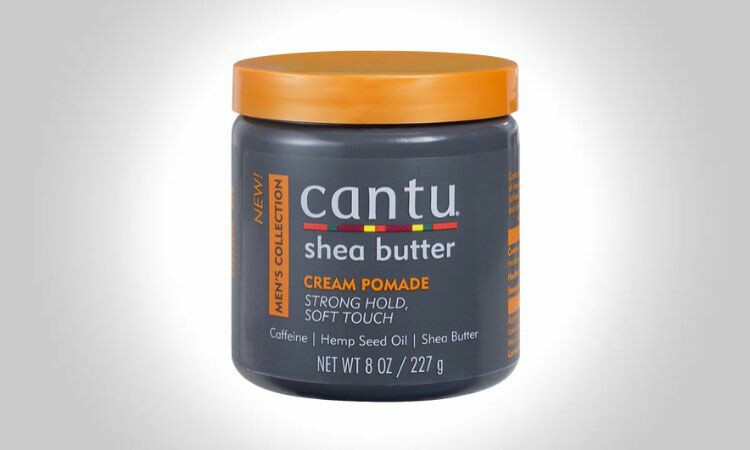 NEW!
MEN'S COLLECTION
cantu®
shea butter
CREAM POMADE
STRONG HOLD,
SOFT TOUCH
Caffeine | Hemp Seed Oil | Shea Butter
NET WT 8 OZ / 227 g